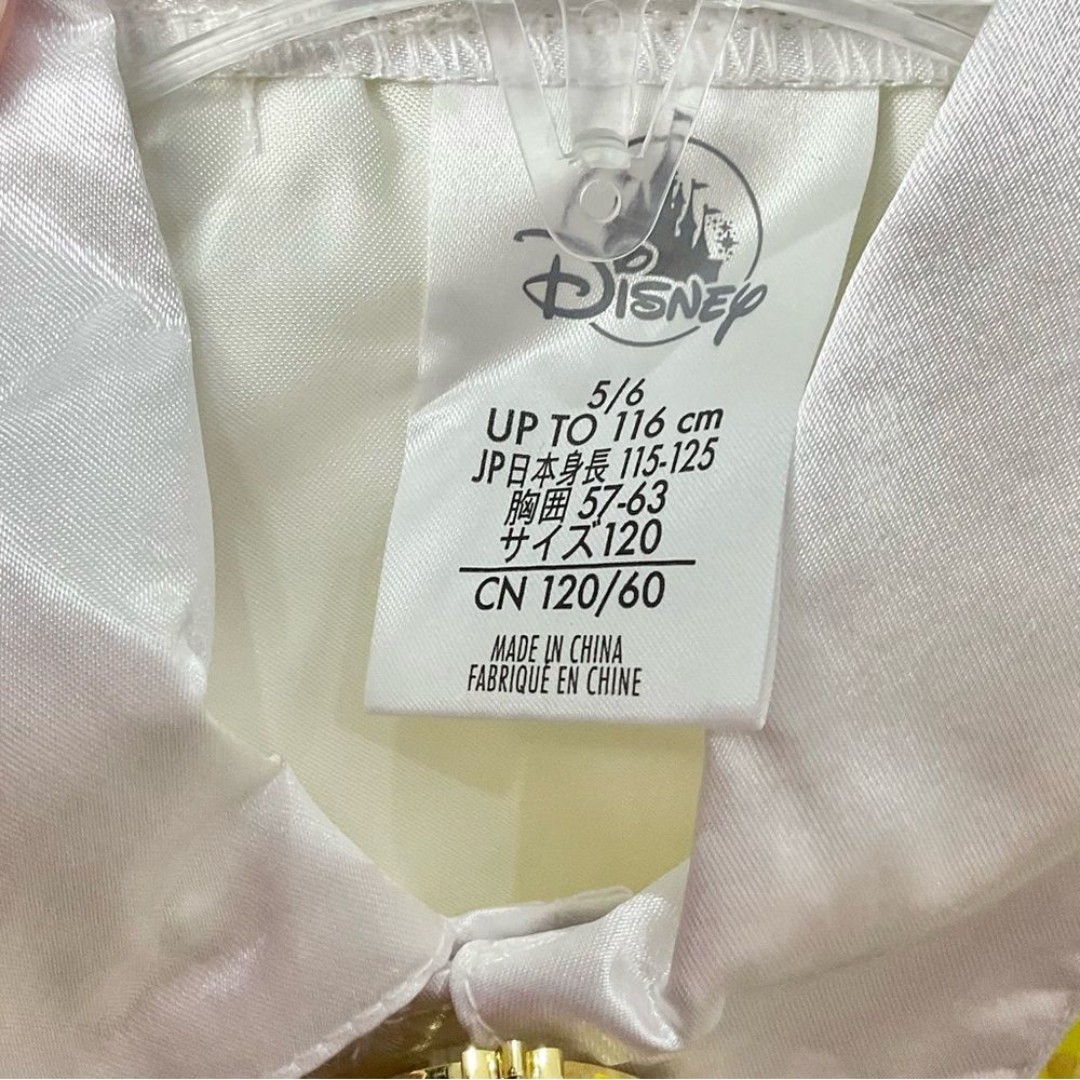 DISNEY
5/6
UP TO 116 cm
JP日本身長 115-125
胸囲 57-63
サイズ120
CN 120/60
MADE IN CHINA
FABRIQUÉ EN CHINE